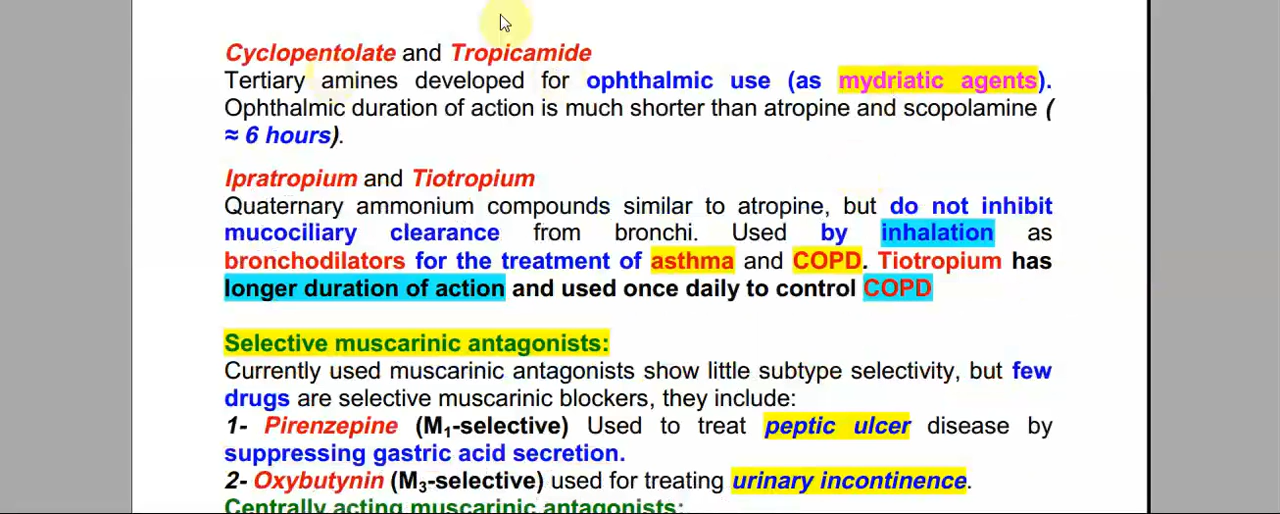 Cyclopentolate and Tropicamide
Tertiary amines developed for ophthalmic use (as mydriatic agents).
Ophthalmic duration of action is much shorter than atropine and scopolamine (
≈ 6 hours).
Ipratropium and Tiotropium
Quaternary ammonium compounds similar to atropine, but do not inhibit
mucociliary clearance from bronchi. Used by inhalation as
bronchodilators for the treatment of asthma and COPD. Tiotropium has
longer duration of action and used once daily to control COPD
Selective muscarinic antagonists:
Currently used muscarinic antagonists show little subtype selectivity, but few
drugs are selective muscarinic blockers, they include:
1- Pirenzepine (M₁-selective) Used to treat peptic ulcer disease by
suppressing gastric acid secretion.
2- Oxybutynin (M₃-selective) used for treating urinary incontinence.
Centrally acting muscarinic antagonists: